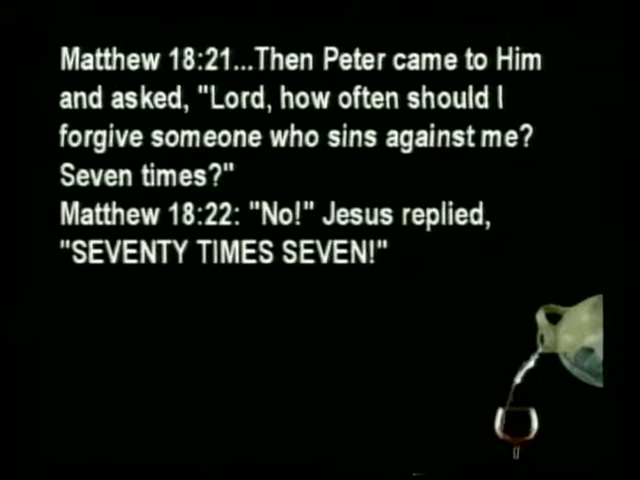 Matthew 18:21...Then Peter came to Him
and asked, "Lord, how often should I
forgive someone who sins against me?
Seven times?"
Matthew 18:22: "No!" Jesus replied,
"SEVENTY TIMES SEVEN!"